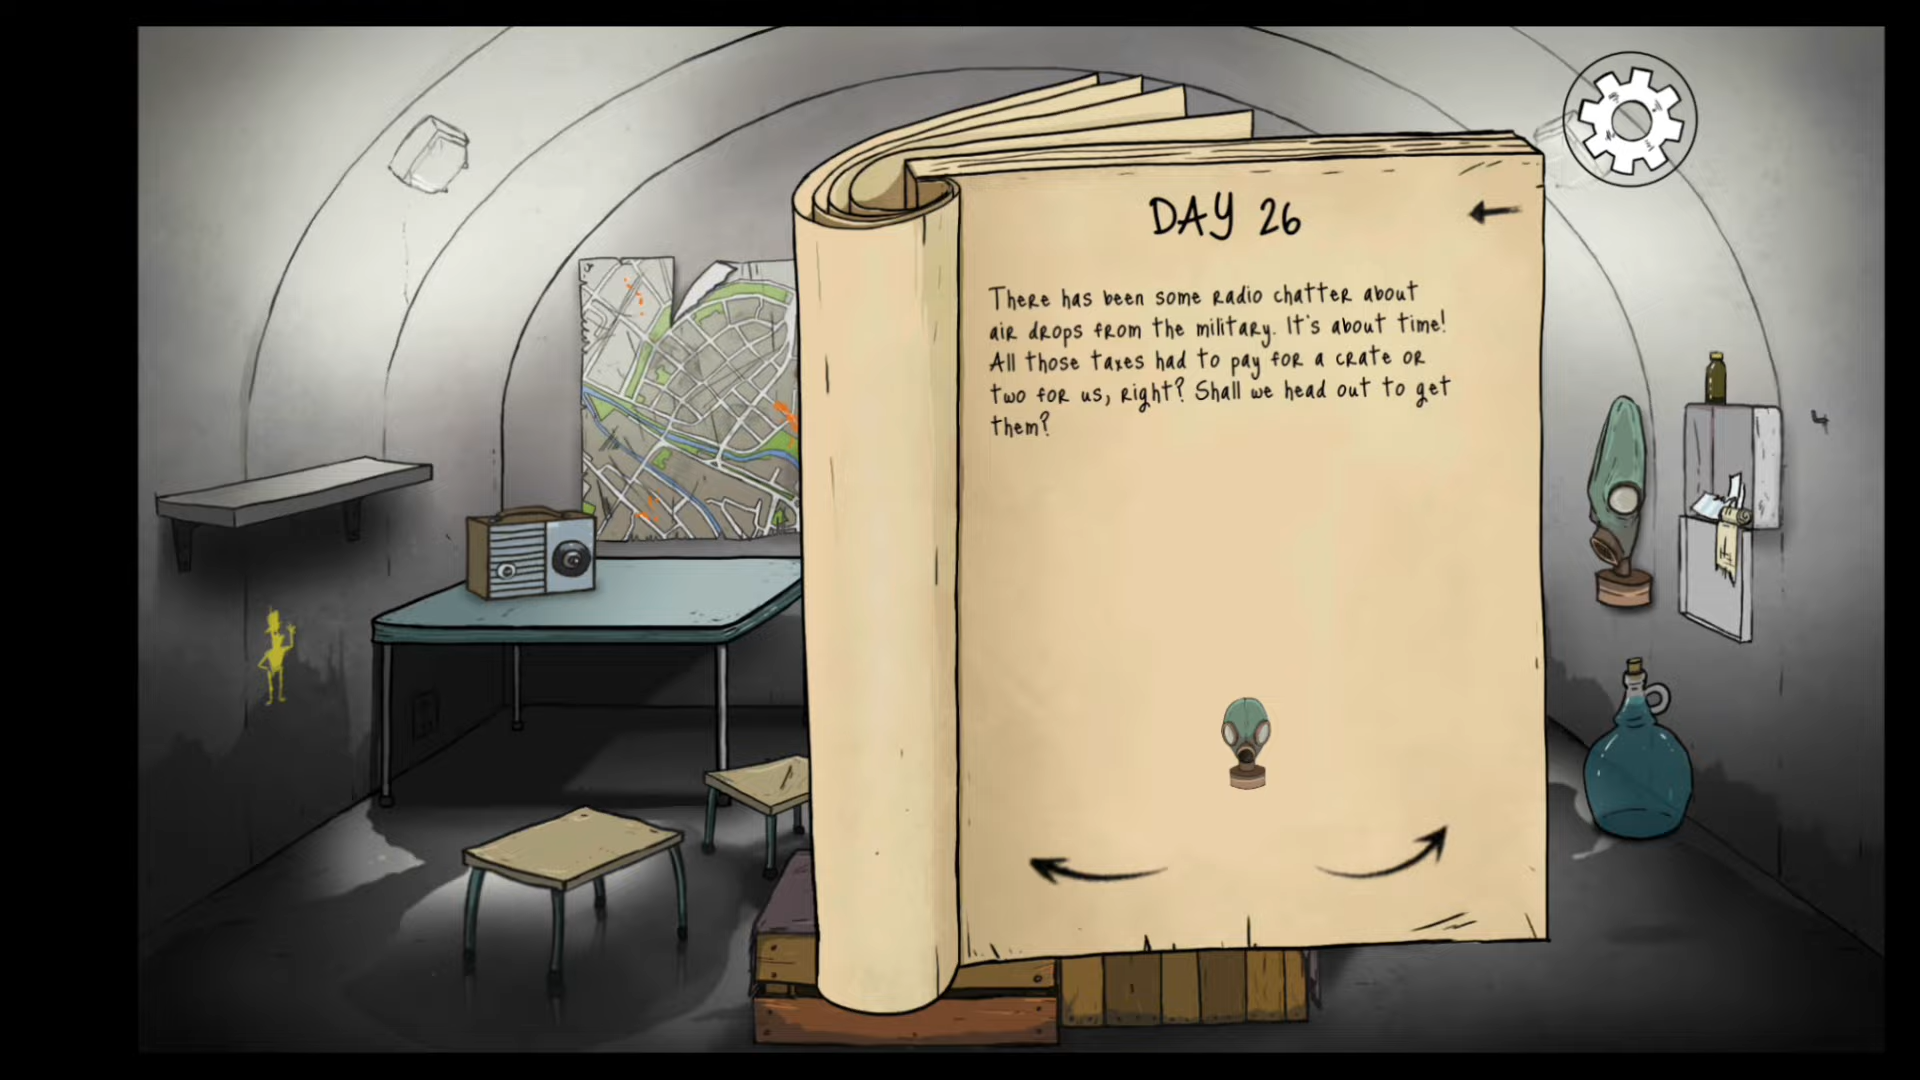 DAY 26
There has been some radio chatter about
air drops from the military. It's about time!
All those taxes had to pay for a crate or
two for us, right? Shall we head out to get
them?